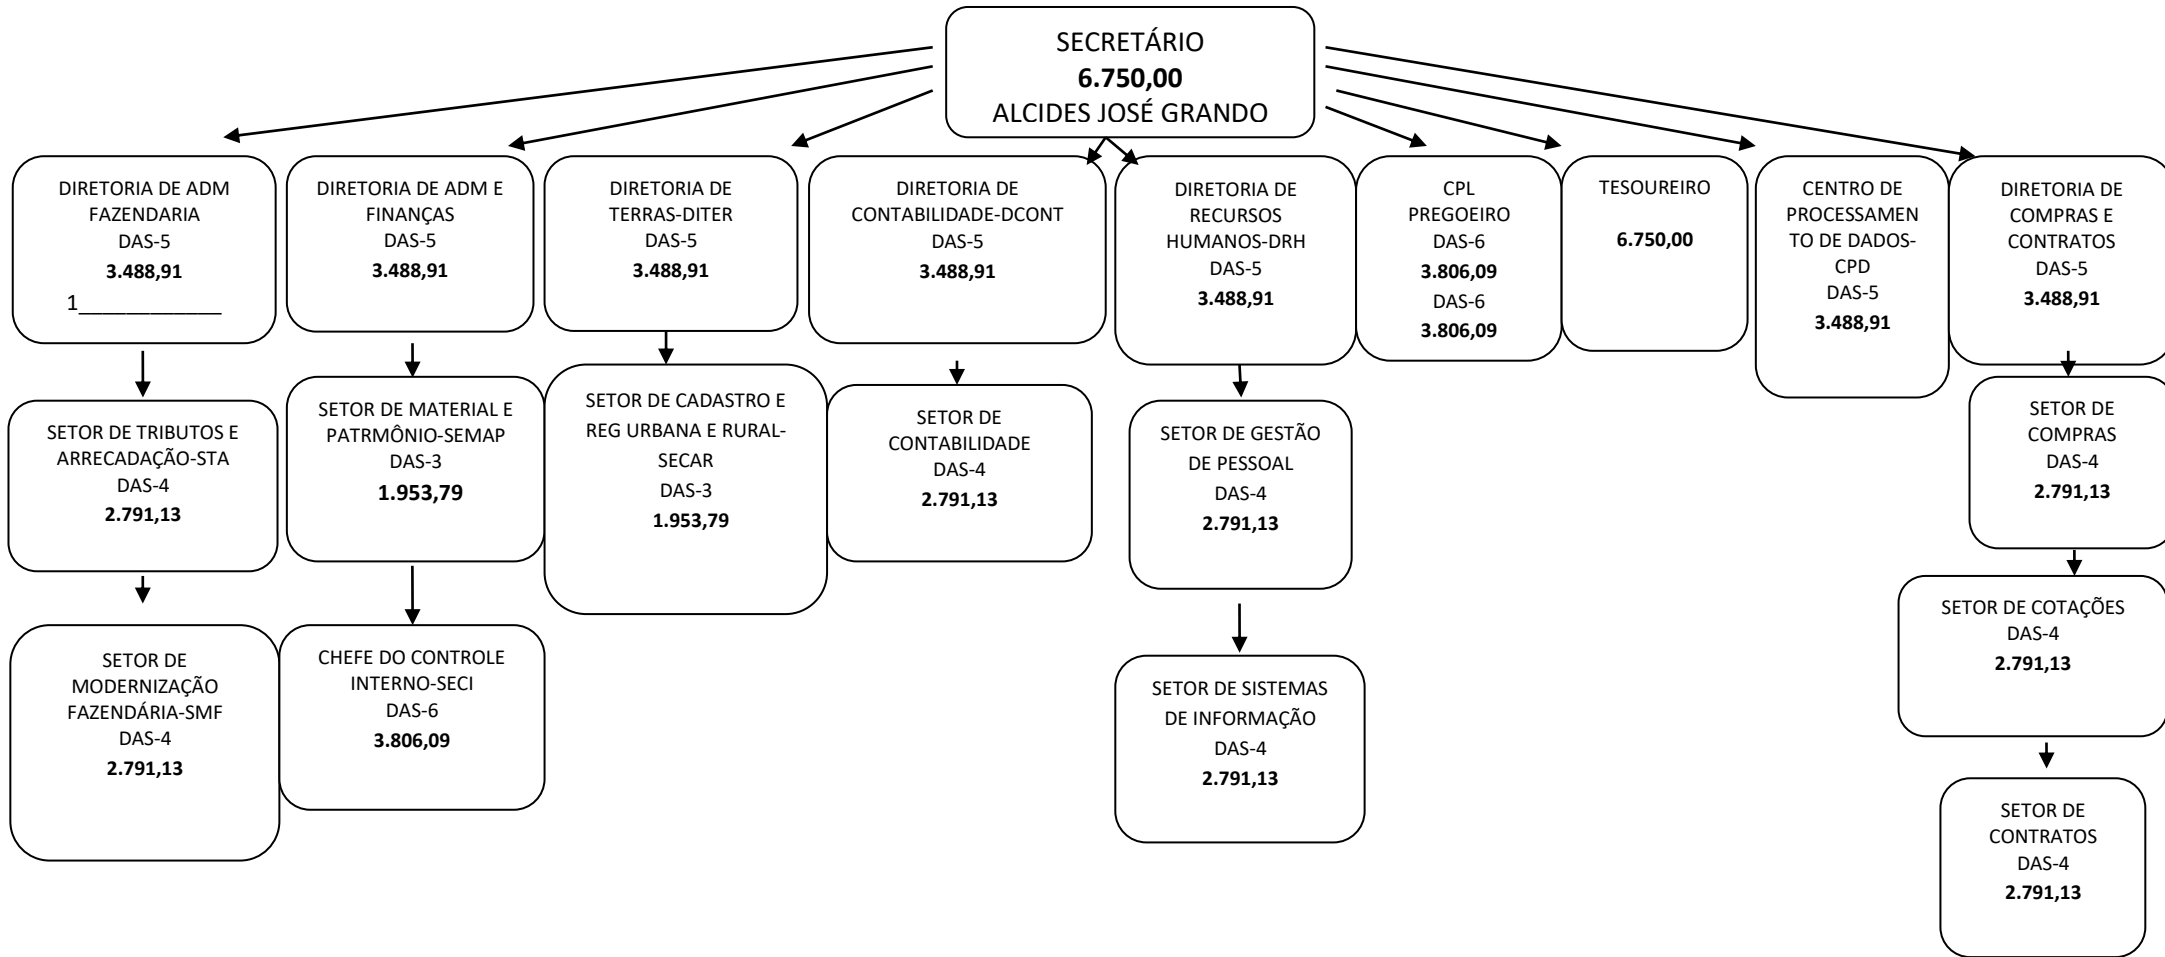 SECRETÁRIO
6.750,00
ALCIDES JOSÉ GRANDO
DIRETORIA DE ADM
FAZENDARIA
DAS-5
3.488,91
1____________
DIRETORIA DE ADM E
FINANÇAS
DAS-5
3.488,91
DIRETORIA DE
TERRAS-DITER
DAS-5
3.488,91
DIRETORIA DE
CONTABILIDADE-DCONT
DAS-5
3.488,91
DIRETORIA DE
RECURSOS
HUMANOS-DRH
DAS-5
3.488,91
CPL
PREGOEIRO
DAS-6
3.806,09
DAS-6
3.806,09
TESOUREIRO
6.750,00
CENTRO DE
PROCESSAMEN
TO DE DADOS-
CPD
DAS-5
3.488,91
DIRETORIA DE
COMPRAS E
CONTRATOS
DAS-5
3.488,91
SETOR DE TRIBUTOS E
ARRECADAÇÃO-STA
DAS-4
2.791,13
SETOR DE MATERIAL E
PATRMÔNIO-SEMAP
DAS-3
1.953,79
SETOR DE CADASTRO E
REG URBANA E RURAL-
SECAR
DAS-3
1.953,79
SETOR DE
CONTABILIDADE
DAS-4
2.791,13
SETOR DE GESTÃO
DE PESSOAL
DAS-4
2.791,13
SETOR DE
COMPRAS
DAS-4
2.791,13
SETOR DE
MODERNIZAÇÃO
FAZENDÁRIA-SMF
DAS-4
2.791,13
CHEFE DO CONTROLE
INTERNO-SECI
DAS-6
3.806,09
SETOR DE SISTEMAS
DE INFORMAÇÃO
DAS-4
2.791,13
SETOR DE COTAÇÕES
DAS-4
2.791,13
SETOR DE
CONTRATOS
DAS-4
2.791,13